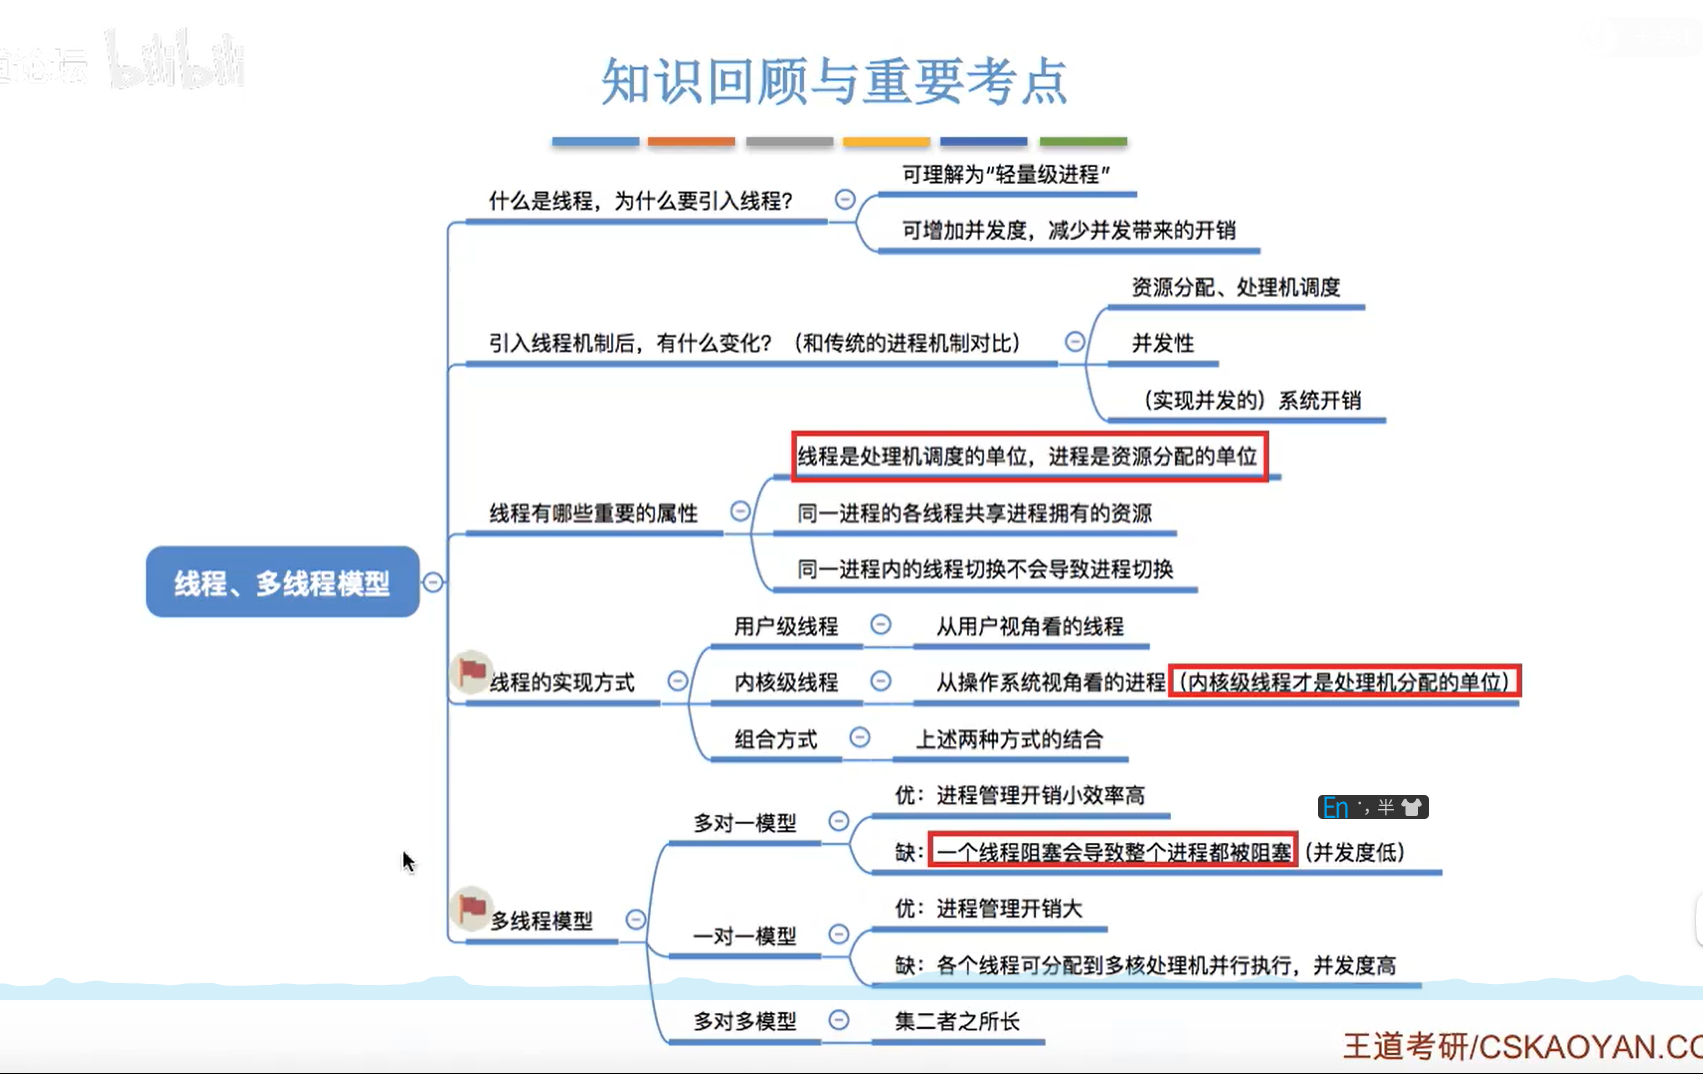 道论坛 bilibili
知识回顾与重要考点
什么是线程，为什么要引入线程？
可理解为“轻量级进程”
可增加并发度，减少并发带来的开销
引入线程机制后，有什么变化？（和传统的进程机制对比）
资源分配、处理机调度
并发性
（实现并发的）系统开销
线程有哪些重要的属性
线程是处理机调度的单位，进程是资源分配的单位
同一进程的各线程共享进程拥有的资源
同一进程内的线程切换不会导致进程切换
线程、多线程模型
线程的实现方式
用户级线程
从用户视角看的线程
内核级线程
从操作系统视角看的进程（内核级线程才是处理机分配的单位）
组合方式
上述两种方式的结合
多线程模型
多对一模型
优：进程管理开销小效率高
缺：一个线程阻塞会导致整个进程都被阻塞（并发度低）
一对一模型
优：进程管理开销大
缺：各个线程可分配到多核处理机并行执行，并发度高
多对多模型
集二者之所长
En ·, 半
王道考研/CSKAOYAN.CO